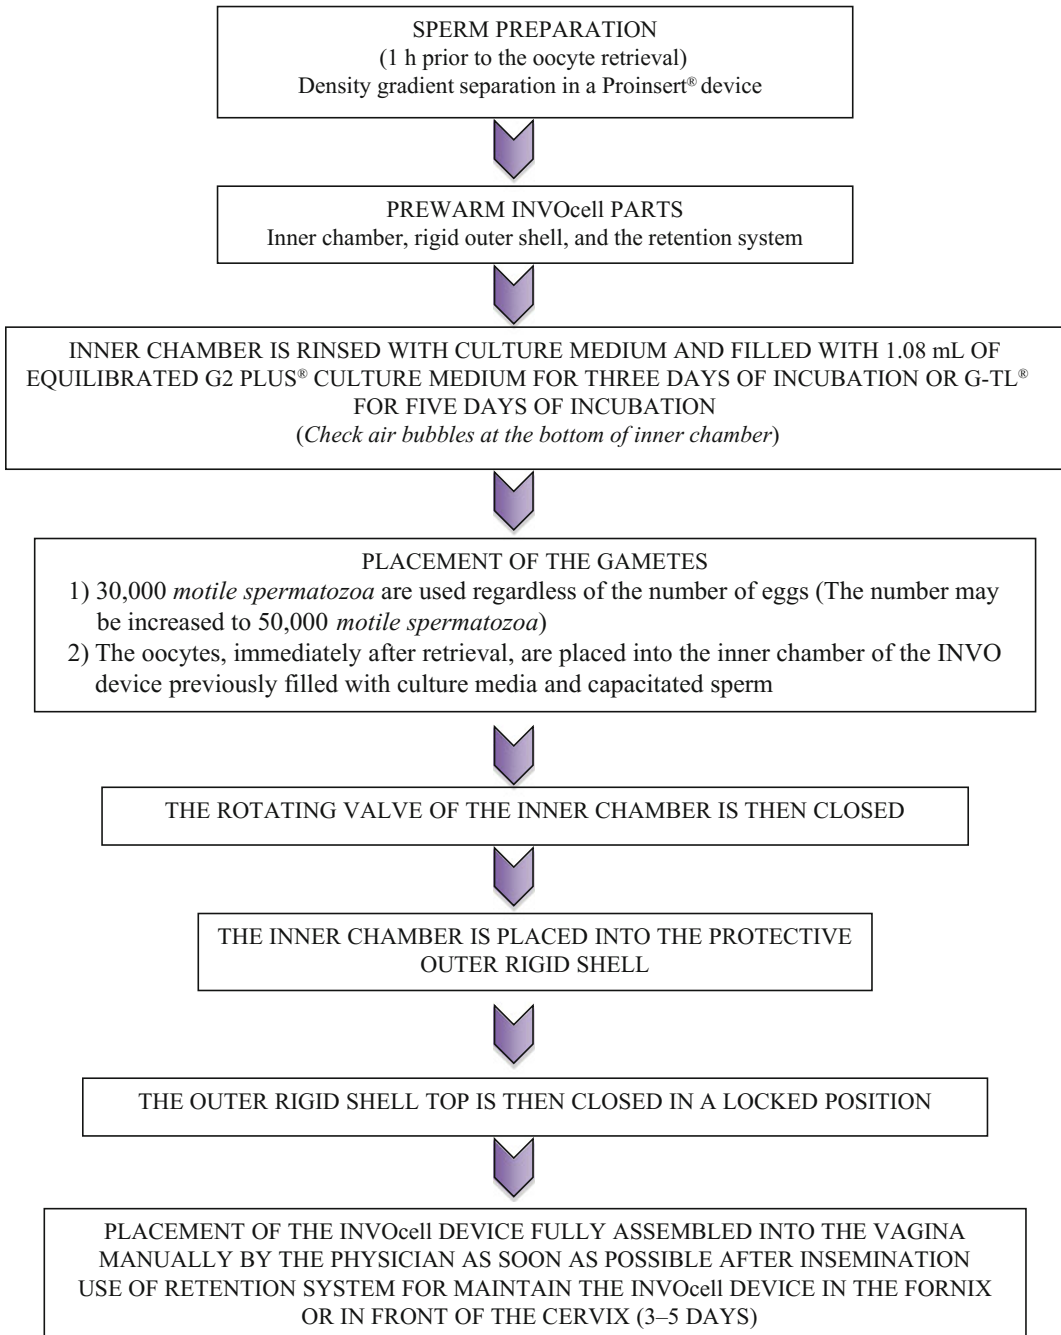 SPERM PREPARATION
(1 h prior to the oocyte retrieval)
Density gradient separation in a Proinsert® device
PREWARM INVOcell PARTS
Inner chamber, rigid outer shell, and the retention system
INNER CHAMBER IS RINSED WITH CULTURE MEDIUM AND FILLED WITH 1.08 mL OF
EQUILIBRATED G2 PLUS® CULTURE MEDIUM FOR THREE DAYS OF INCUBATION OR G-TL®
FOR FIVE DAYS OF INCUBATION
(Check air bubbles at the bottom of inner chamber)
PLACEMENT OF THE GAMETES
1) 30,000 motile spermatozoa are used regardless of the number of eggs (The number may
be increased to 50,000 motile spermatozoa)
2) The oocytes, immediately after retrieval, are placed into the inner chamber of the INVO
device previously filled with culture media and capacitated sperm
THE ROTATING VALVE OF THE INNER CHAMBER IS THEN CLOSED
THE INNER CHAMBER IS PLACED INTO THE PROTECTIVE
OUTER RIGID SHELL
THE OUTER RIGID SHELL TOP IS THEN CLOSED IN A LOCKED POSITION
PLACEMENT OF THE INVOcell DEVICE FULLY ASSEMBLED INTO THE VAGINA
MANUALLY BY THE PHYSICIAN AS SOON AS POSSIBLE AFTER INSEMINATION
USE OF RETENTION SYSTEM FOR MAINTAIN THE INVOcell DEVICE IN THE FORNIX
OR IN FRONT OF THE CERVIX (3–5 DAYS)